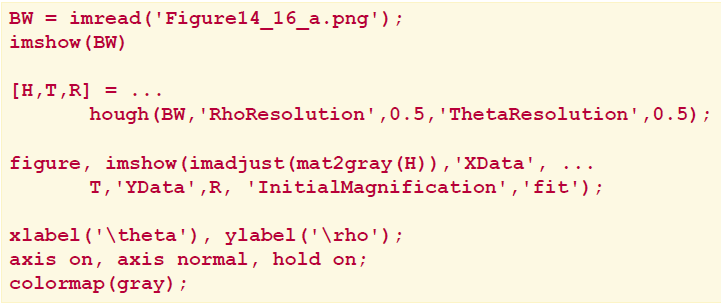 BW = imread('Figure14_16_a.png');
imshow(BW)
[H,T,R] = ...
hough(BW,'RhoResolution',0.5,'ThetaResolution',0.5);
figure, imshow(imadjust(mat2gray(H)),'XData', ...
T,'YData',R, 'InitialMagnification','fit');
xlabel('\theta'), ylabel('\rho');
axis on, axis normal, hold on;
colormap(gray);